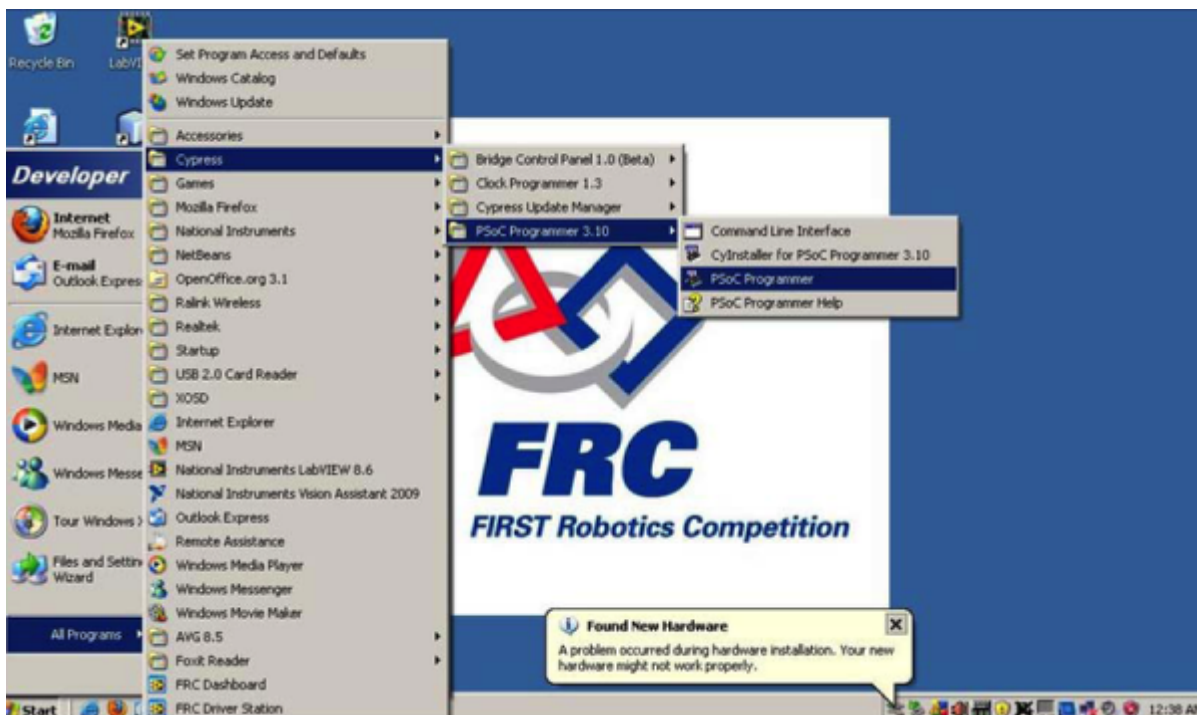 Recycle Bin
LabVI
Set Program Access and Defaults
Windows Catalog
Windows Update
Accessories
Cypress
Games
Mozilla Firefox
National Instruments
NetBeans
OpenOffice.org 3.1
Ralink Wireless
Realtek
Startup
USB 2.0 Card Reader
XOSD
Internet Explorer
MSN
National Instruments LabVIEW 8.6
National Instruments Vision Assistant 2009
Outlook Express
Remote Assistance
Windows Media Player
Windows Messenger
Windows Movie Maker
AVG 8.5
Foxit Reader
FRC Dashboard
FRC Driver Station
Bridge Control Panel 1.0 (Beta)
Clock Programmer 1.3
Cypress Update Manager
PSoC Programmer 3.10
Command Line Interface
CyInstaller for PSoC Programmer 3.10
PSoC Programmer
PSoC Programmer Help
Developer
Internet
Mozilla Firefox
E-mail
Outlook Expres
Internet Explor
MSN
Windows Media
Windows Messe
Tour Windows X
Files and Settin
Wizard
All Programs
Start
FRC
FIRST Robotics Competition
Found New Hardware
A problem occurred during hardware installation. Your new
hardware might not work properly.
12:38 AM